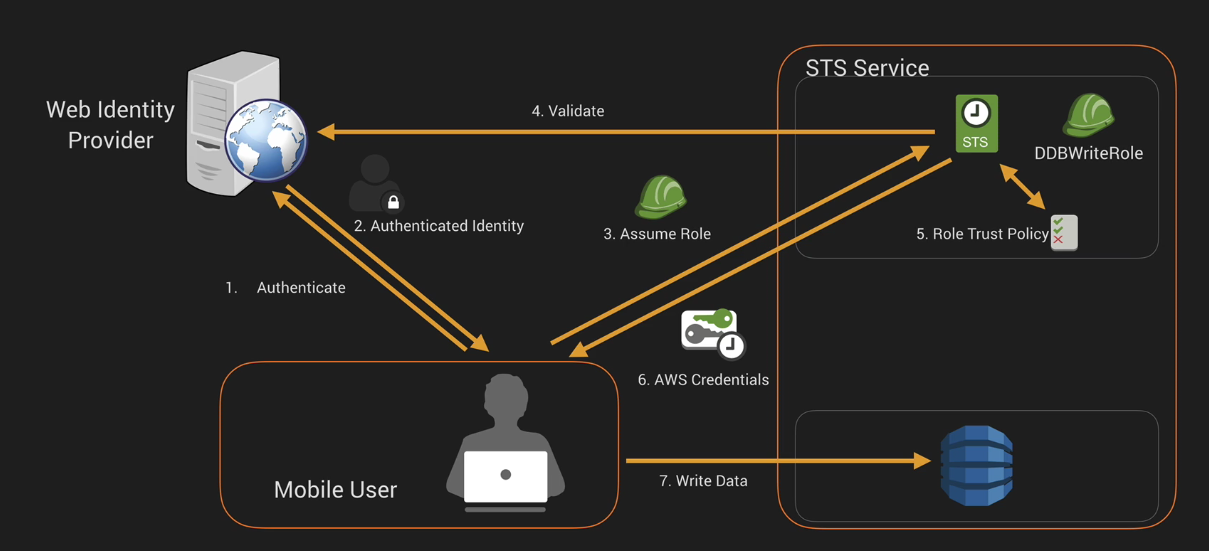 STS Service
Web Identity
Provider
4. Validate
STS
DDBWriteRole
2. Authenticated Identity
3. Assume Role
5. Role Trust Policy
1. Authenticate
6. AWS Credentials
Mobile User
7. Write Data